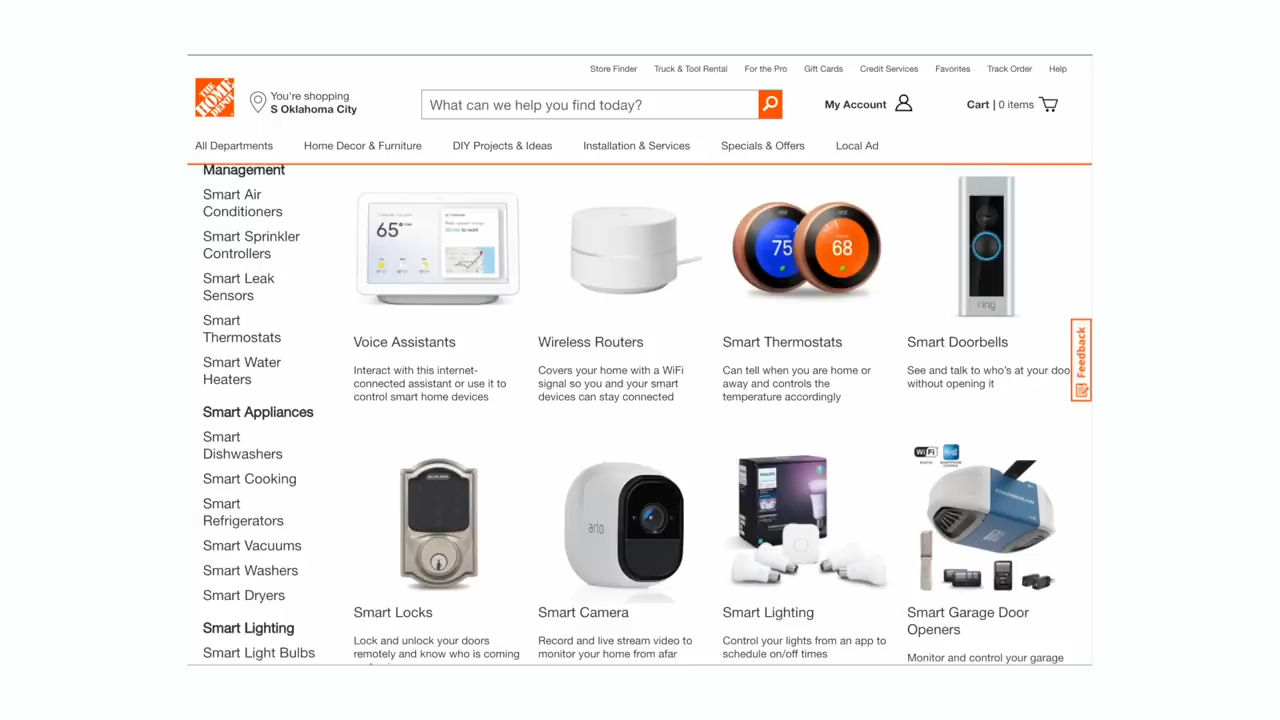 Store Finder Truck & Tool Rental For the Pro Gift Cards Credit Services Favorites Track Order Help
THE HOME DEPOT
You're shopping
S Oklahoma City
What can we help you find today?
My Account
Cart | 0 items
All Departments Home Decor & Furniture DIY Projects & Ideas Installation & Services Specials & Offers Local Ad
Management
Smart Air
Conditioners
Smart Sprinkler
Controllers
Smart Leak
Sensors
Smart
Thermostats
Smart Water
Heaters
Smart Appliances
Smart
Dishwashers
Smart Cooking
Smart
Refrigerators
Smart Vacuums
Smart Washers
Smart Dryers
Smart Lighting
Smart Light Bulbs
65
Voice Assistants
Interact with this internet-
connected assistant or use it to
control smart home devices
Wireless Routers
Covers your home with a WiFi
signal so you and your smart
devices can stay connected
75
68
Smart Thermostats
Can tell when you are home or
away and controls the
temperature accordingly
ring
Smart Doorbells
See and talk to who's at your doo
without opening it
Feedback
Smart Locks
Lock and unlock your doors
remotely and know who is coming
arlo
Smart Camera
Record and live stream video to
monitor your home from afar
PHILIPS
Smart Lighting
Control your lights from an app to
schedule on/off times
WiFi
CHAMBERLAIN
Smart Garage Door
Openers
Monitor and control your garage